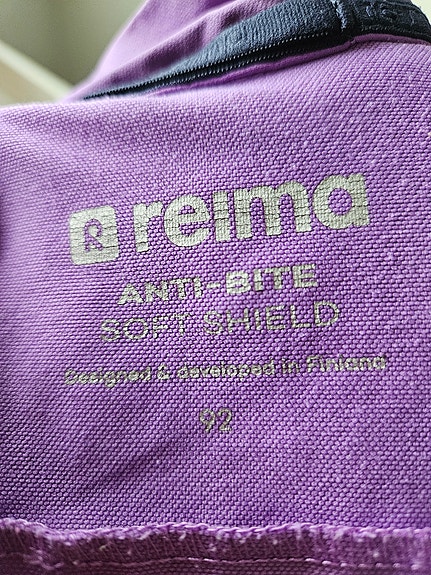 R reima
ANTI-BITE
SOFT SHIELD
Designed & developed in Finland
92